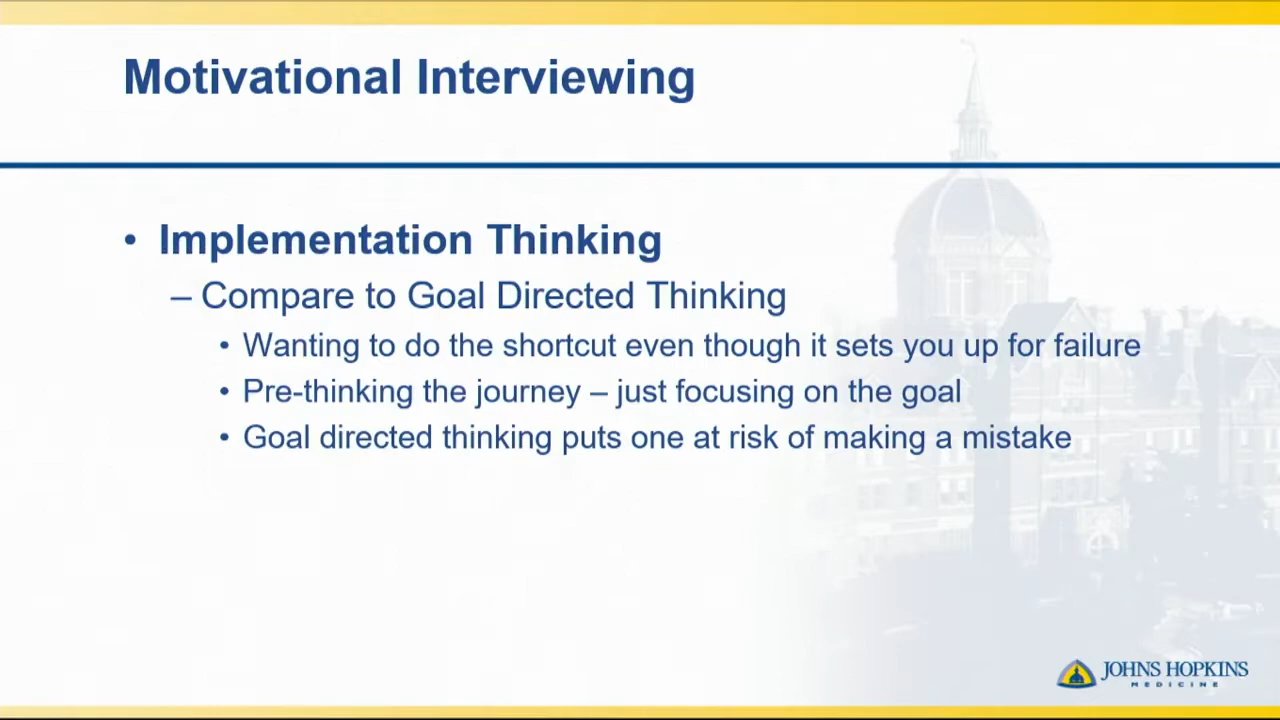 Motivational Interviewing
• Implementation Thinking
– Compare to Goal Directed Thinking
• Wanting to do the shortcut even though it sets you up for failure
• Pre-thinking the journey – just focusing on the goal
• Goal directed thinking puts one at risk of making a mistake
JOHNS HOPKINS
MEDICINE